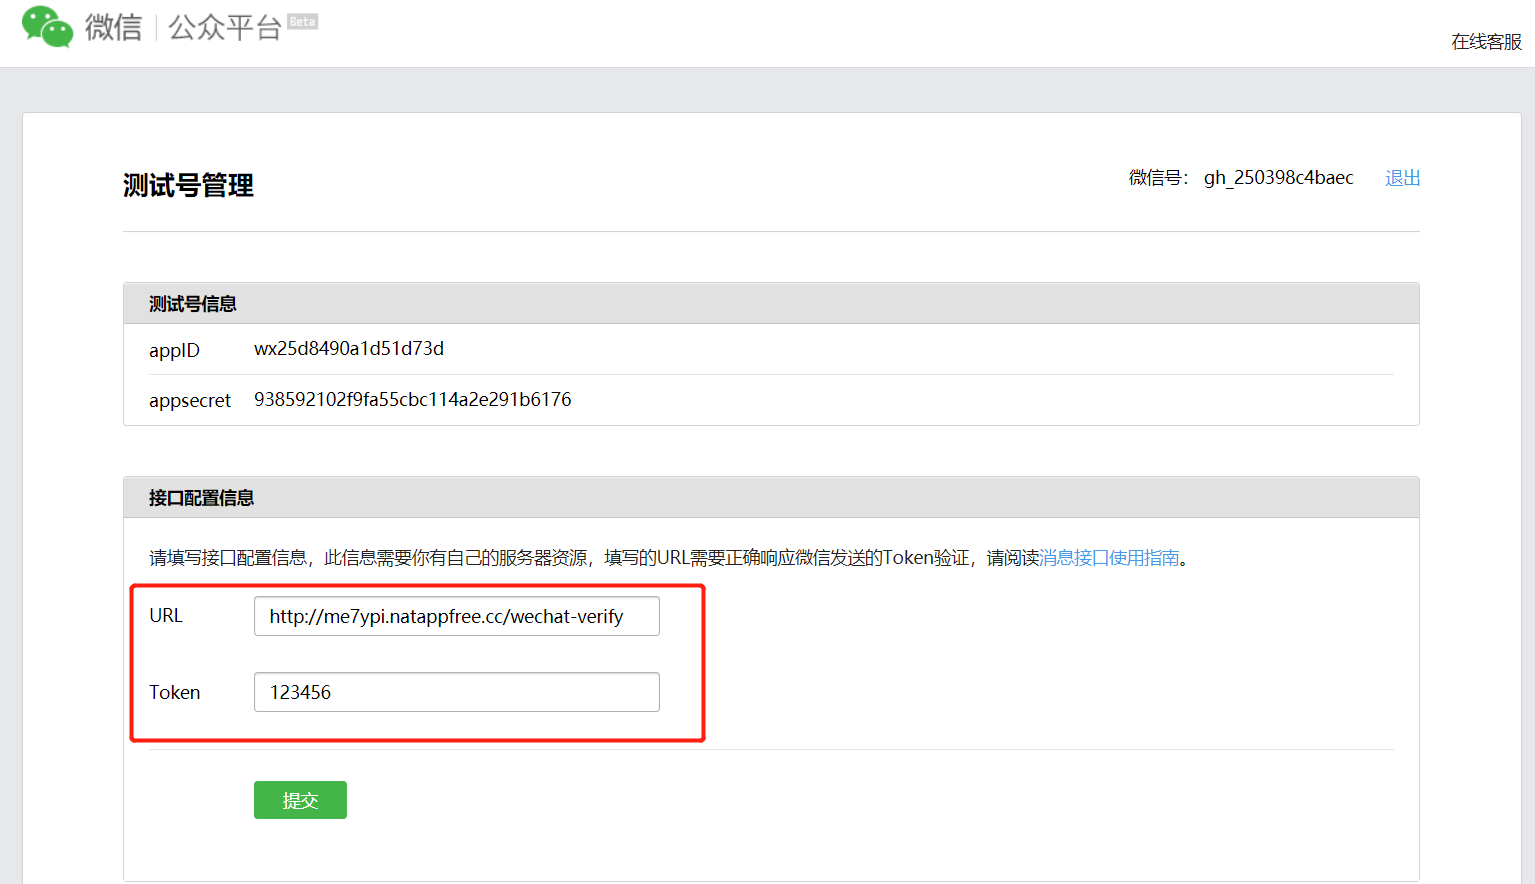 微信 | 公众平台 Beta
在线客服
测试号管理
微信号： gh_250398c4baec 退出
测试号信息
appID wx25d8490a1d51d73d
appsecret 938592102f9fa55cbc114a2e291b6176
接口配置信息
请填写接口配置信息，此信息需要你有自己的服务器资源，填写的URL需要正确响应微信发送的Token验证，请阅读消息接口使用指南。
URL http://me7ypi.natappfree.cc/wechat-verify
Token 123456
提交